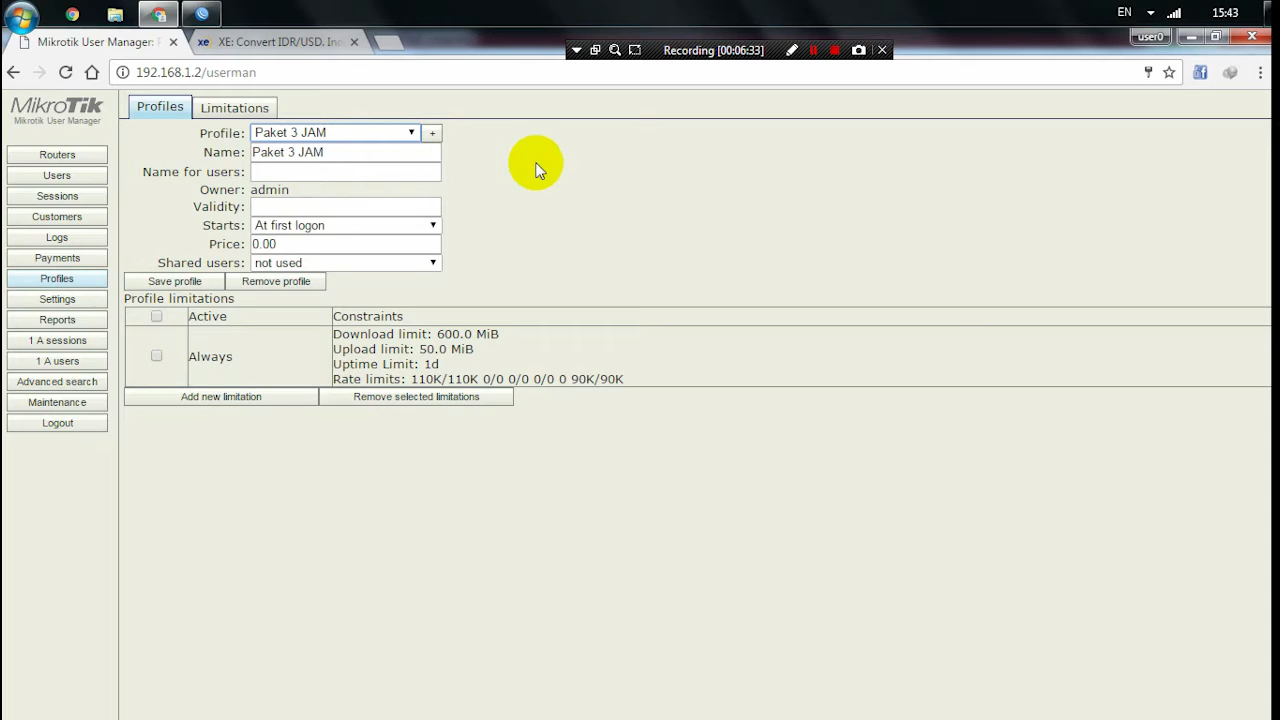 EN 15:43
Mikrotik User Manager: F × XE: Convert IDR/USD. Inc ×
Recording [00:06:33]
user0
192.168.1.2/userman
MikroTik
Mikrotik User Manager
Routers
Users
Sessions
Customers
Logs
Payments
Profiles
Settings
Reports
1 A sessions
1 A users
Advanced search
Maintenance
Logout
Profiles Limitations
Profile: Paket 3 JAM +
Name: Paket 3 JAM
Name for users:
Owner: admin
Validity:
Starts: At first logon
Price: 0.00
Shared users: not used
Save profile Remove profile
Profile limitations
Active Constraints
Always
Download limit: 600.0 MiB
Upload limit: 50.0 MiB
Uptime Limit: 1d
Rate limits: 110K/110K 0/0 0/0 0/0 0 90K/90K
Add new limitation Remove selected limitations